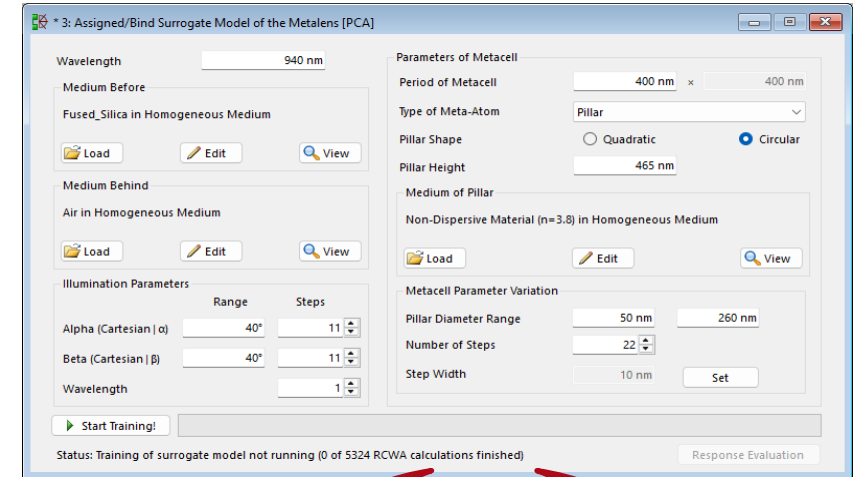 * 3: Assigned/Bind Surrogate Model of the Metalens [PCA]
Wavelength 940 nm
Medium Before
Fused_Silica in Homogeneous Medium
Load Edit View
Medium Behind
Air in Homogeneous Medium
Load Edit View
Illumination Parameters
Range Steps
Alpha (Cartesian | α) 40° 11
Beta (Cartesian | β) 40° 11
Wavelength 1
Parameters of Metacell
Period of Metacell 400 nm × 400 nm
Type of Meta-Atom Pillar
Pillar Shape Quadratic Circular
Pillar Height 465 nm
Medium of Pillar
Non-Dispersive Material (n=3.8) in Homogeneous Medium
Load Edit View
Metacell Parameter Variation
Pillar Diameter Range 50 nm 260 nm
Number of Steps 22
Step Width 10 nm Set
Start Training!
Status: Training of surrogate model not running (0 of 5324 RCWA calculations finished) Response Evaluation